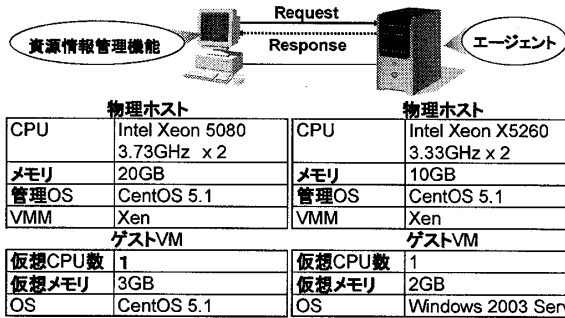 Request
資源情報管理機能
Response
エージェント
物理ホスト
CPU Intel Xeon 5080
3.73GHz x 2
メモリ 20GB
管理OS CentOS 5.1
VMM Xen
ゲストVM
仮想CPU数 1
仮想メモリ 3GB
OS CentOS 5.1
物理ホスト
CPU Intel Xeon X5260
3.33GHz x 2
メモリ 10GB
管理OS CentOS 5.1
VMM Xen
ゲストVM
仮想CPU数 1
仮想メモリ 2GB
OS Windows 2003 Serv